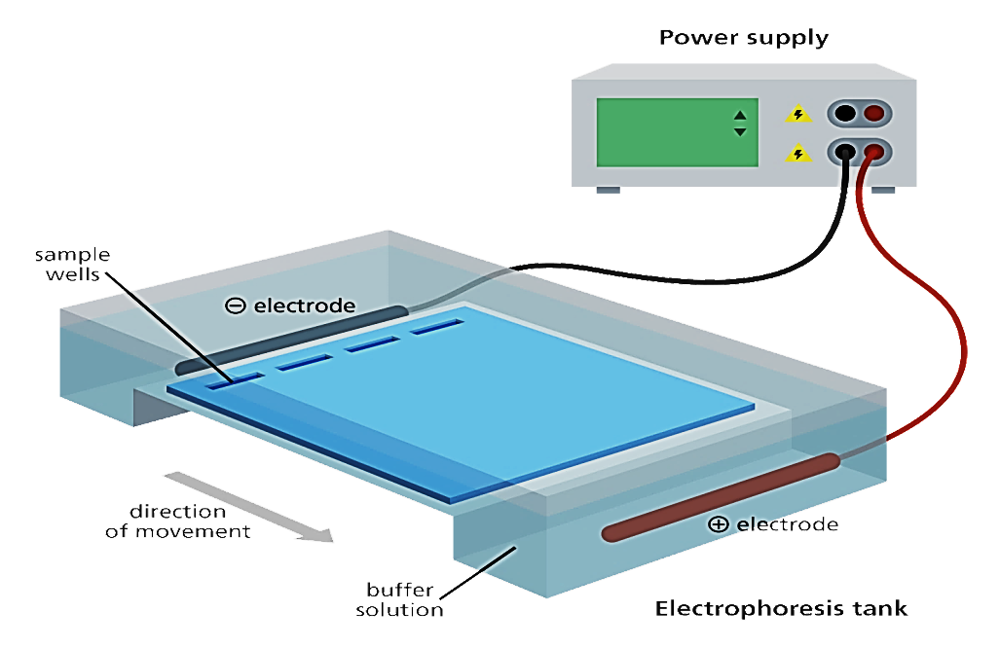 Power supply
sample
wells
⊖ electrode
direction
of movement
⊕ electrode
buffer
solution
Electrophoresis tank